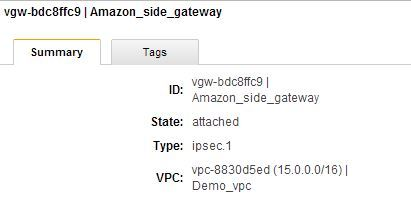 vgw-bdc8ffc9 | Amazon_side_gateway
Summary Tags
ID: vgw-bdc8ffc9 |
Amazon_side_gateway
State: attached
Type: ipsec.1
VPC: vpc-8830d5ed (15.0.0.0/16) |
Demo_vpc